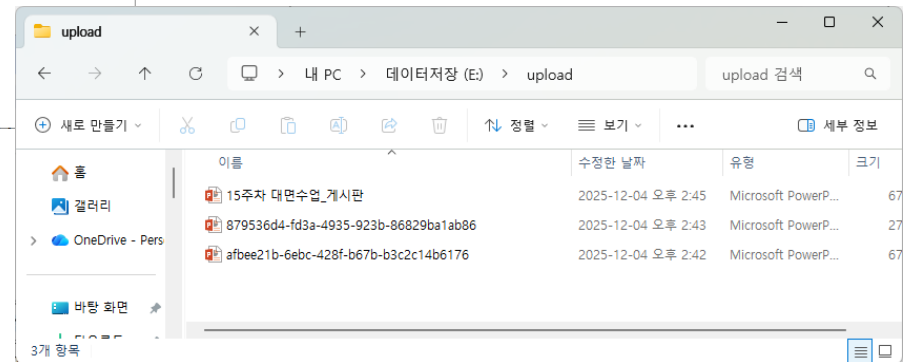 upload
내 PC > 데이터저장 (E:) > upload
upload 검색
새로 만들기
정렬
보기
세부 정보
이름 수정한 날짜 유형 크기
홈
갤러리
OneDrive - Pers
바탕 화면
15주차 대면수업_게시판 2025-12-04 오후 2:45 Microsoft PowerP... 67
879536d4-fd3a-4935-923b-86829ba1ab86 2025-12-04 오후 2:43 Microsoft PowerP... 27
afbee21b-6ebc-428f-b67b-b3c2c14b6176 2025-12-04 오후 2:42 Microsoft PowerP... 67
3개 항목